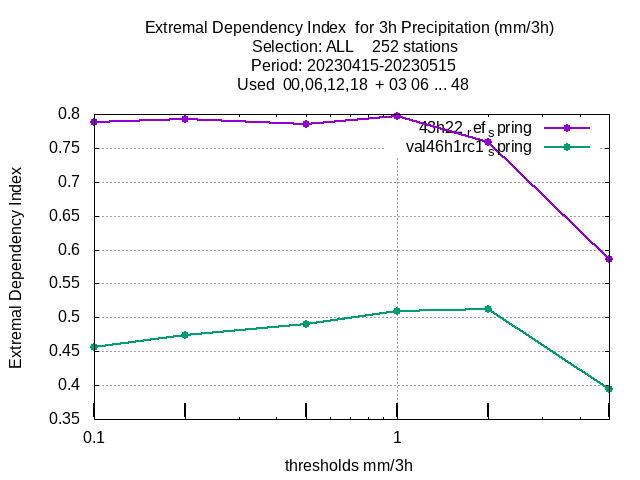 Extremal Dependency Index  for 3h Precipitation (mm/3h)
Selection: ALL    252 stations
Period: 20230415-20230515
Used  00,06,12,18  + 03 06 ... 48
0.8
0.75
0.7
0.65
0.6
0.55
0.5
0.45
0.4
0.35
0.1
1
Extremal Dependency Index
thresholds mm/3h
43h22_ref_spring
val46h1rc1_spring